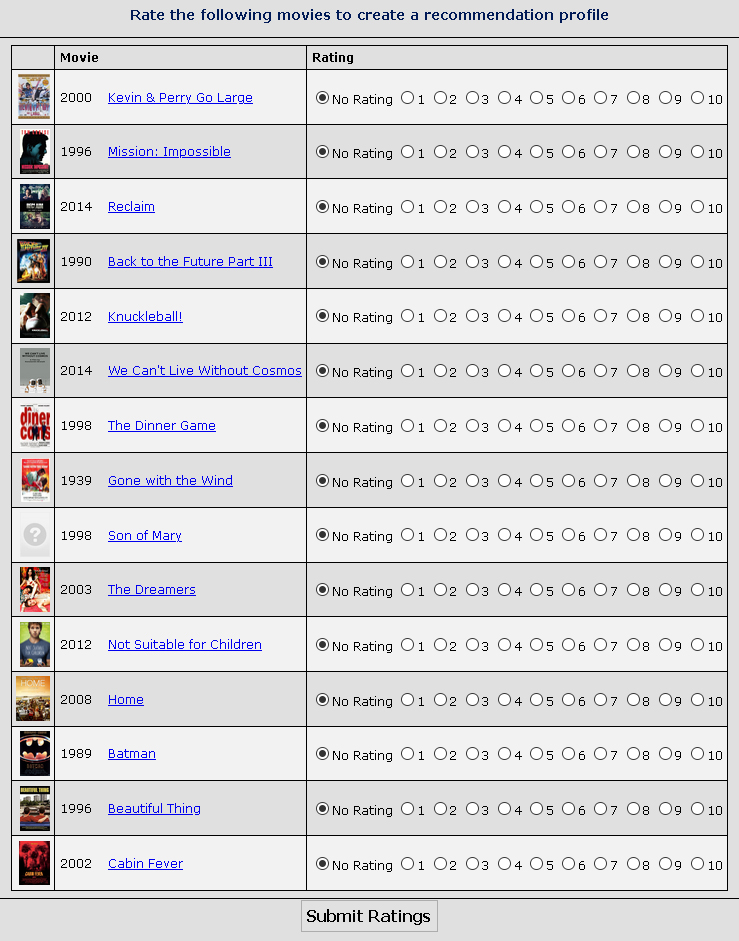 Rate the following movies to create a recommendation profile
Movie Rating
2000 Kevin & Perry Go Large No Rating 1 2 3 4 5 6 7 8 9 10
1996 Mission: Impossible No Rating 1 2 3 4 5 6 7 8 9 10
2014 Reclaim No Rating 1 2 3 4 5 6 7 8 9 10
1990 Back to the Future Part III No Rating 1 2 3 4 5 6 7 8 9 10
2012 Knuckleball! No Rating 1 2 3 4 5 6 7 8 9 10
2014 We Can't Live Without Cosmos No Rating 1 2 3 4 5 6 7 8 9 10
1998 The Dinner Game No Rating 1 2 3 4 5 6 7 8 9 10
1939 Gone with the Wind No Rating 1 2 3 4 5 6 7 8 9 10
1998 Son of Mary No Rating 1 2 3 4 5 6 7 8 9 10
2003 The Dreamers No Rating 1 2 3 4 5 6 7 8 9 10
2012 Not Suitable for Children No Rating 1 2 3 4 5 6 7 8 9 10
2008 Home No Rating 1 2 3 4 5 6 7 8 9 10
1989 Batman No Rating 1 2 3 4 5 6 7 8 9 10
1996 Beautiful Thing No Rating 1 2 3 4 5 6 7 8 9 10
2002 Cabin Fever No Rating 1 2 3 4 5 6 7 8 9 10
Submit Ratings